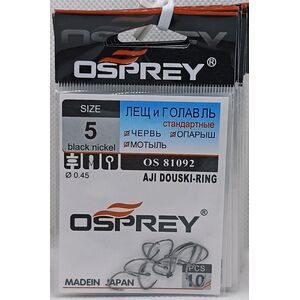 OSPREY®
SIZE
5
black nickel
ЛЕЩ и ГОЛАВЛЬ
стандартные
ЧЕРВЬ ОПАРЫШ
МОТЫЛЬ
Ø 0.45
OS 81092
AJI DOUSKI-RING
OSPREY®
MADEIN JAPAN
PCS
10